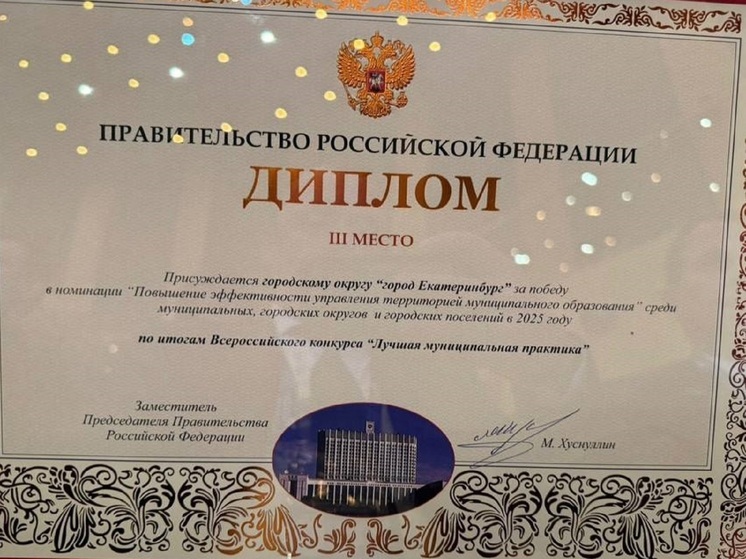 ПРАВИТЕЛЬСТВО РОССИЙСКОЙ ФЕДЕРАЦИИ
ДИПЛОМ
III МЕСТО
Присуждается городскому округу "город Екатеринбург" за победу
в номинации "Повышение эффективности управления территорией муниципального образования" среди
муниципальных, городских округов и городских поселений в 2025 году
по итогам Всероссийского конкурса "Лучшая муниципальная практика"
Заместитель
Председателя Правительства
Российской Федерации
М. Хуснуллин